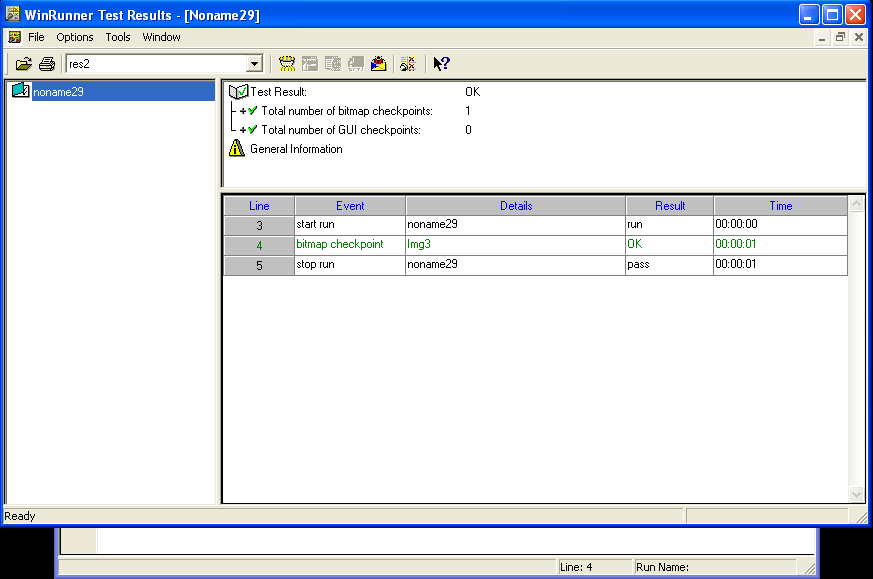 WinRunner Test Results - [Noname29]
File Options Tools Window
res2
noname29
Test Result: OK
Total number of bitmap checkpoints: 1
Total number of GUI checkpoints: 0
General Information
Line Event Details Result Time
3 start run noname29 run 00:00:00
4 bitmap checkpoint Img3 OK 00:00:01
5 stop run noname29 pass 00:00:01
Ready
Line: 4 Run Name: